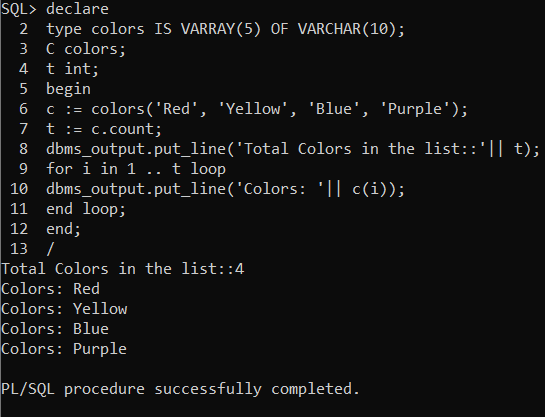 SQL> declare
  2  type colors IS VARRAY(5) OF VARCHAR(10);
  3  C colors;
  4  t int;
  5  begin
  6  c := colors('Red', 'Yellow', 'Blue', 'Purple');
  7  t := c.count;
  8  dbms_output.put_line('Total Colors in the list::'|| t);
  9  for i in 1 .. t loop
 10  dbms_output.put_line('Colors: '|| c(i));
 11  end loop;
 12  end;
 13  /
Total Colors in the list::4
Colors: Red
Colors: Yellow
Colors: Blue
Colors: Purple

PL/SQL procedure successfully completed.